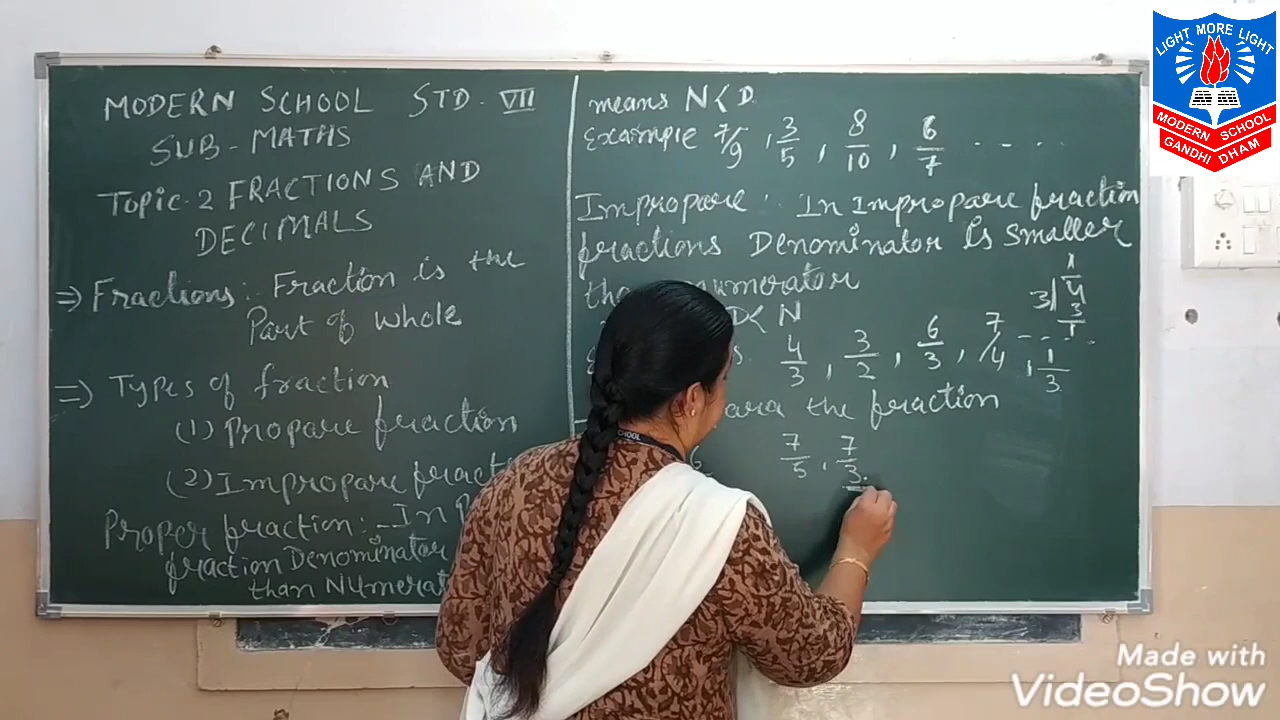 MODERN SCHOOL STD. VII
SUB - MATHS
Topic. 2 FRACTIONS AND
DECIMALS
=> Fractions: Fraction is the
Part of whole
=> Types of fraction
(1) Propare fraction
(2) Impropare fract
Proper fraction: - In
fraction Denominator
than Numerat
means N < D
Example 7/9, 3/5, 8/10, 6/7 ....
Impropare : In Impropare fraction
fractions Denominator is smaller
the numerator
D < N
4/3, 3/2, 6/3, 7/4 ...
, 1 1/3
3 1/4
3
1
ara the fraction
7/5, 7/3
SCHOOL
LIGHT MORE LIGHT
MODERN SCHOOL
GANDHI DHAM
Made with
VideoShow